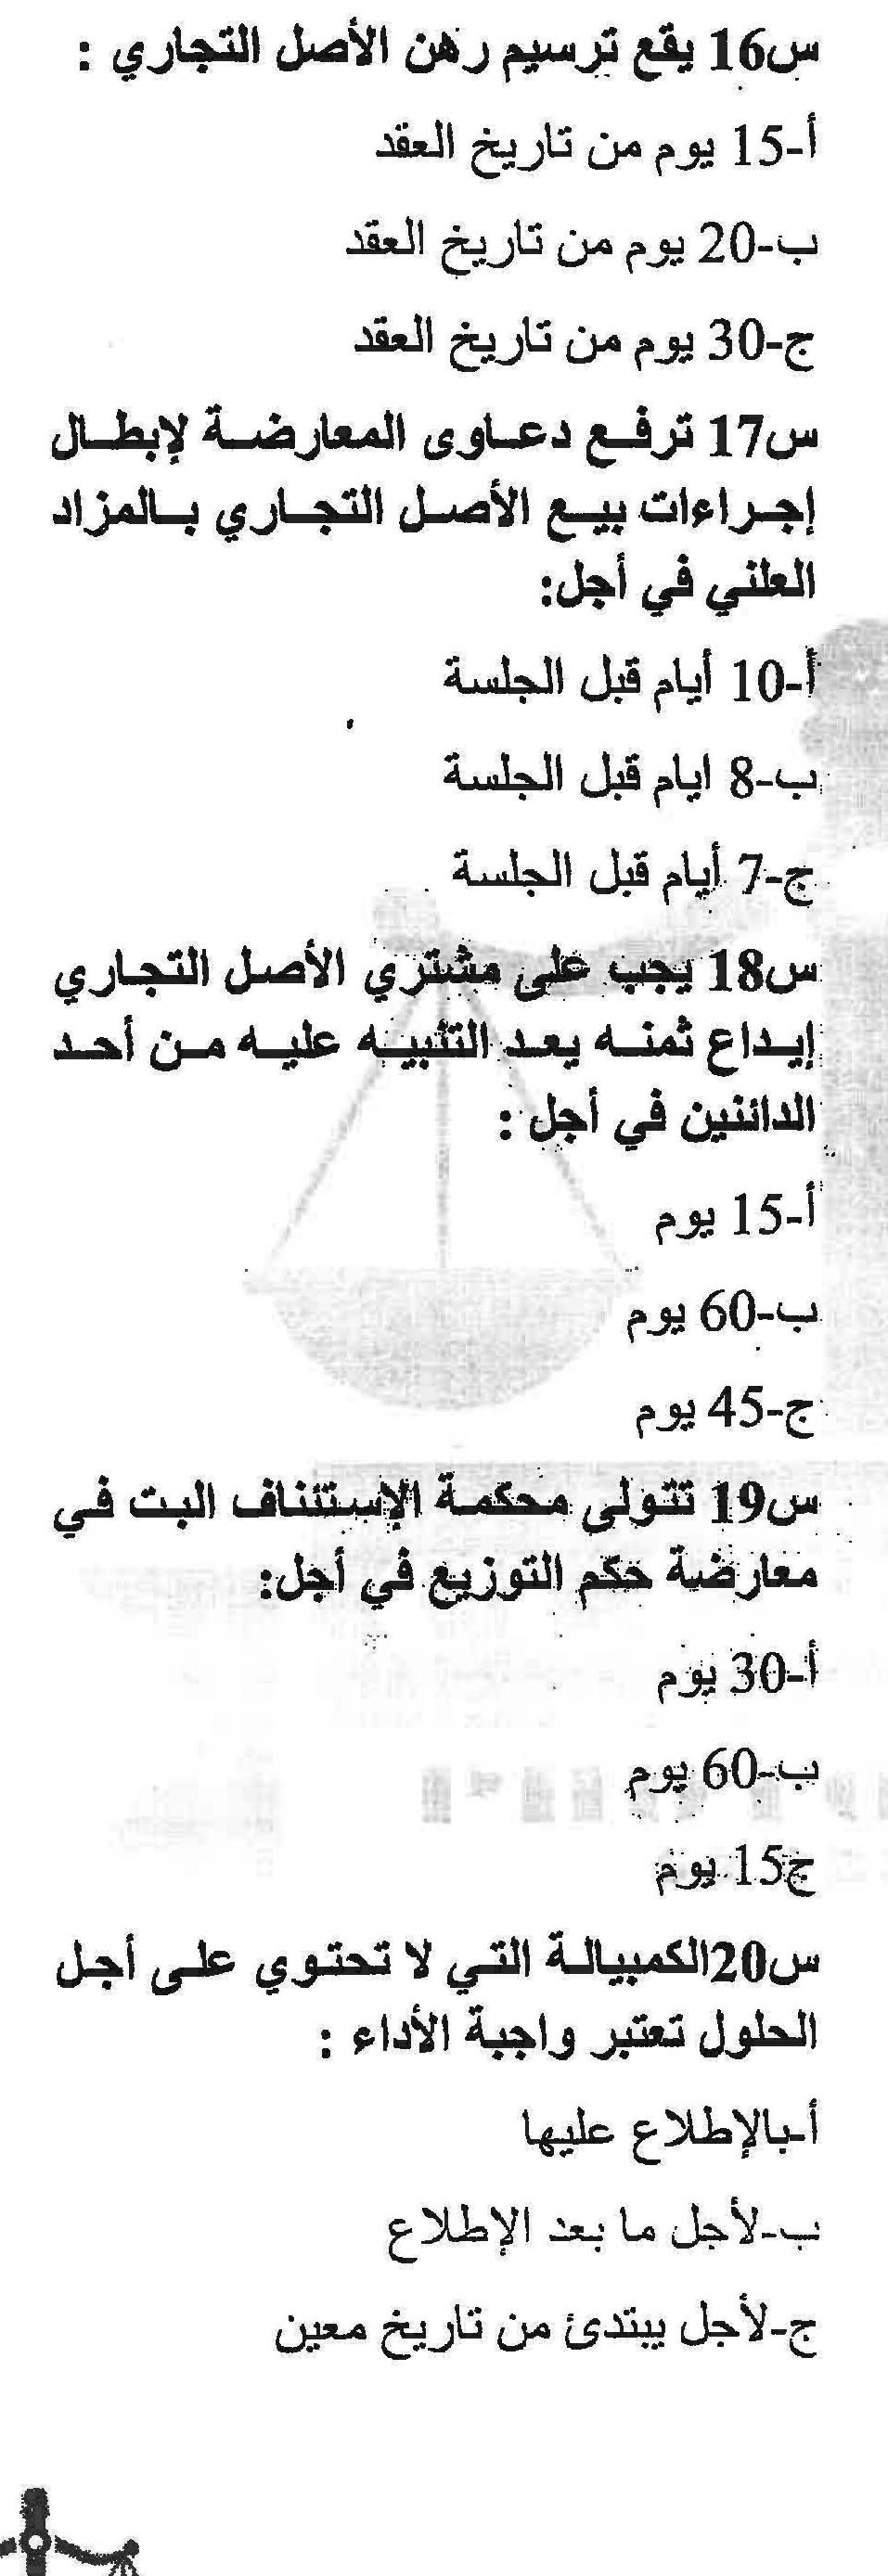 س16 يقع ترسيم رهن الأصل التجاري :
أ-15 يوم من تاريخ العقد
ب-20 يوم من تاريخ العقد
ج-30 يوم من تاريخ العقد
س17 ترفع دعاوى المعارضة لإبطال
إجراءات بيع الأصل التجاري بالمزاد
العلني في أجل:
أ-10 أيام قبل الجلسة
ب-8 ايام قبل الجلسة
ج-7 أيام قبل الجلسة
س18 يجب على مشتري الأصل التجاري
إيداع ثمنه بعد التنبيه عليه من أحد
الدائنين في أجل :
أ-15 يوم
ب-60 يوم
ج-45 يوم
س19 تتولى محكمة الإستئناف البت في
معارضة حكم التوزيع في أجل:
أ-30 يوم
ب-60 يوم
ج15 يوم
س20الكمبيالة التي لا تحتوي على أجل
الحلول تعتبر واجبة الأداء :
أ-بالإطلاع عليها
ب-لأجل ما بعد الإطلاع
ج-لأجل يبتدئ من تاريخ معين